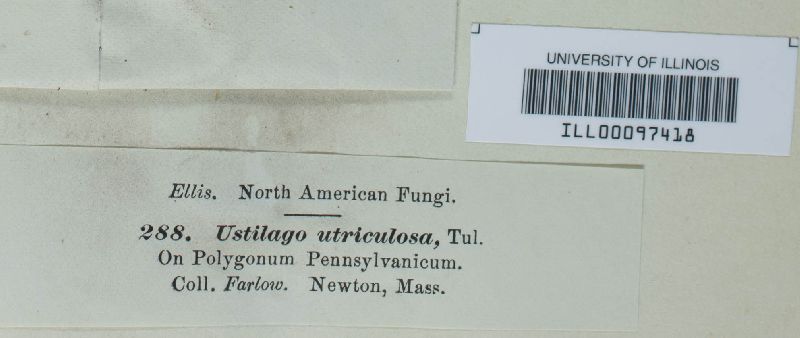 UNIVERSITY OF ILLINOIS
ILL00097418
Ellis. North American Fungi.
288. Ustilago utriculosa, Tul.
On Polygonum Pennsylvanicum.
Coll. Farlow. Newton, Mass.